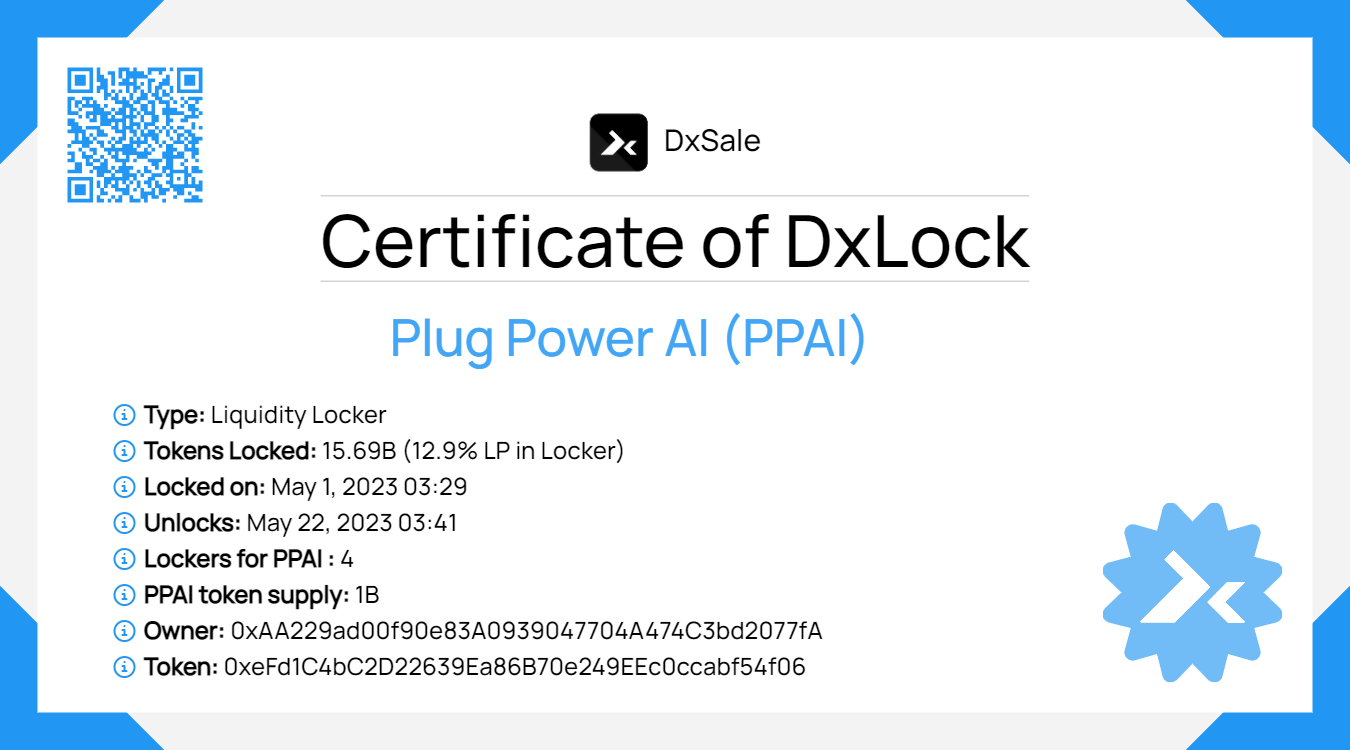 DxSale
Certificate of DxLock
Plug Power AI (PPAI)
Type: Liquidity Locker
Tokens Locked: 15.69B (12.9% LP in Locker)
Locked on: May 1, 2023 03:29
Unlocks: May 22, 2023 03:41
Lockers for PPAI : 4
PPAI token supply: 1B
Owner: 0xAA229ad00f90e83A0939047704A474C3bd2077fA
Token: 0xeFd1C4bC2D22639Ea86B70e249EEc0ccabf54f06